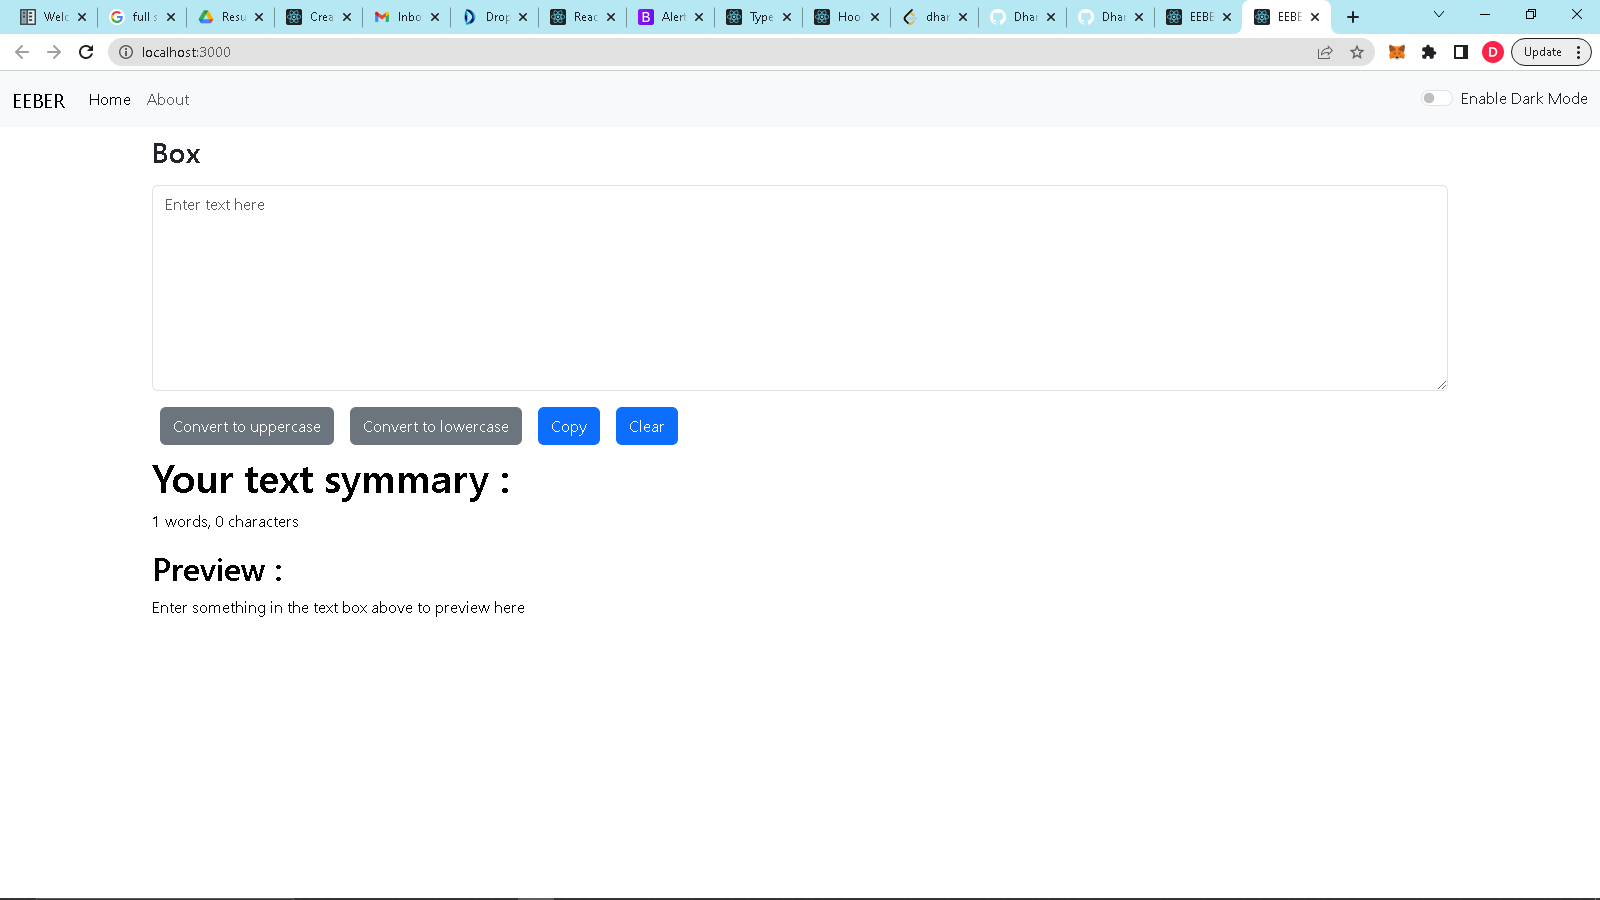 Welc full s Resu Crea Inbo Drop Reac Alert Type Hoo dhar Dhar Dhar EEBE EEBE
localhost:3000 D Update
EEBER Home About Enable Dark Mode
Box
Enter text here
Convert to uppercase Convert to lowercase Copy Clear
Your text symmary :
1 words, 0 characters
Preview :
Enter something in the text box above to preview here